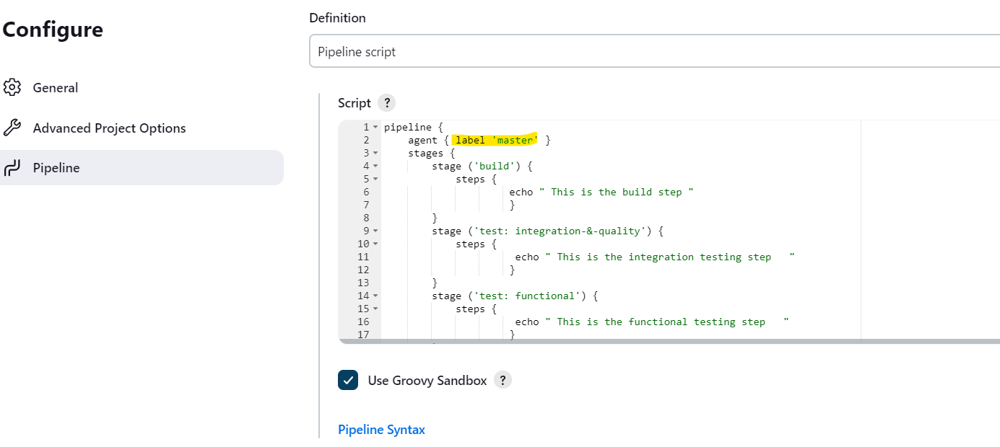 Configure
General
Advanced Project Options
Pipeline
Definition
Pipeline script
Script ?
1 pipeline {
2 agent { label 'master' }
3 stages {
4 stage ('build') {
5 steps {
6 echo " This is the build step "
7 }
8 }
9 stage ('test: integration-&-quality') {
10 steps {
11 echo " This is the integration testing step   "
12 }
13 }
14 stage ('test: functional') {
15 steps {
16 echo " This is the functional testing step   "
17 }
Use Groovy Sandbox ?
Pipeline Syntax